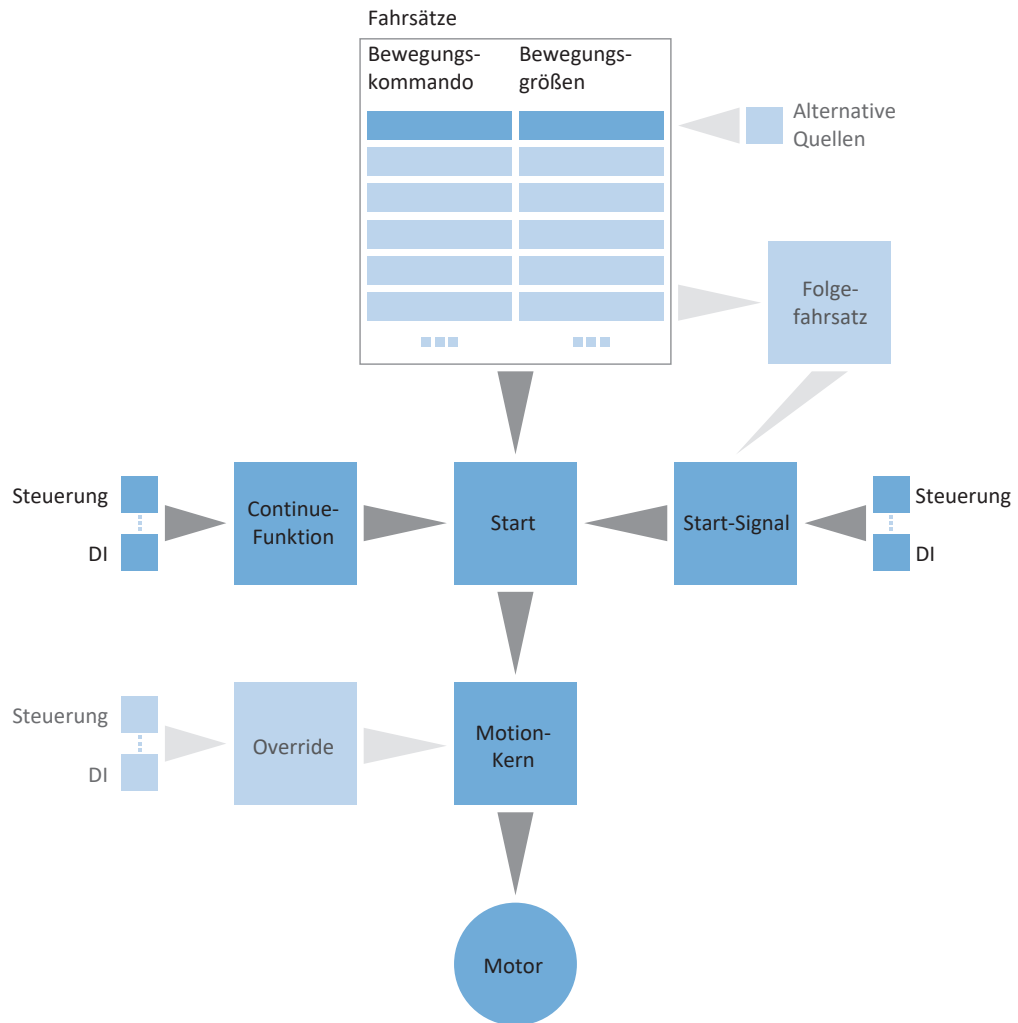 Fahrsätze
Bewegungs-
kommando
Bewegungs-
größen
Alternative
Quellen
Folge-
fahrsatz
Steuerung
DI
Continue-
Funktion
Start
Start-Signal
Steuerung
DI
Steuerung
DI
Override
Motion-
Kern
Motor